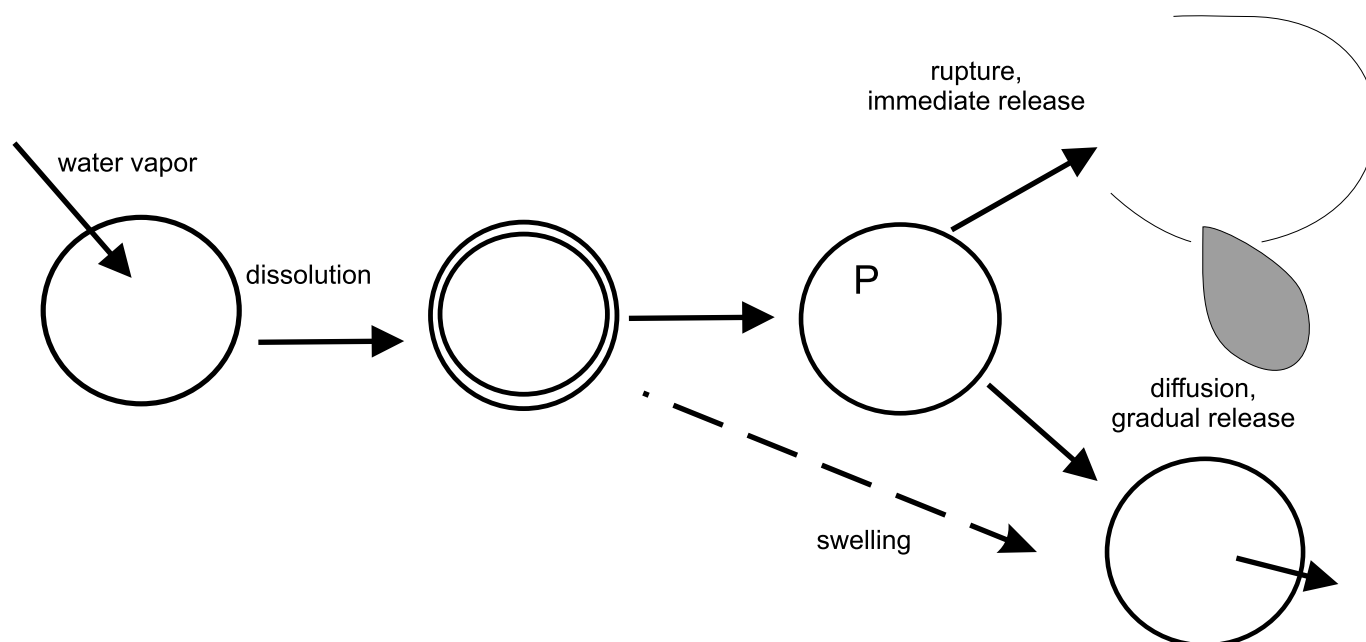 water vapor
dissolution
P
rupture,
immediate release
diffusion,
gradual release
swelling